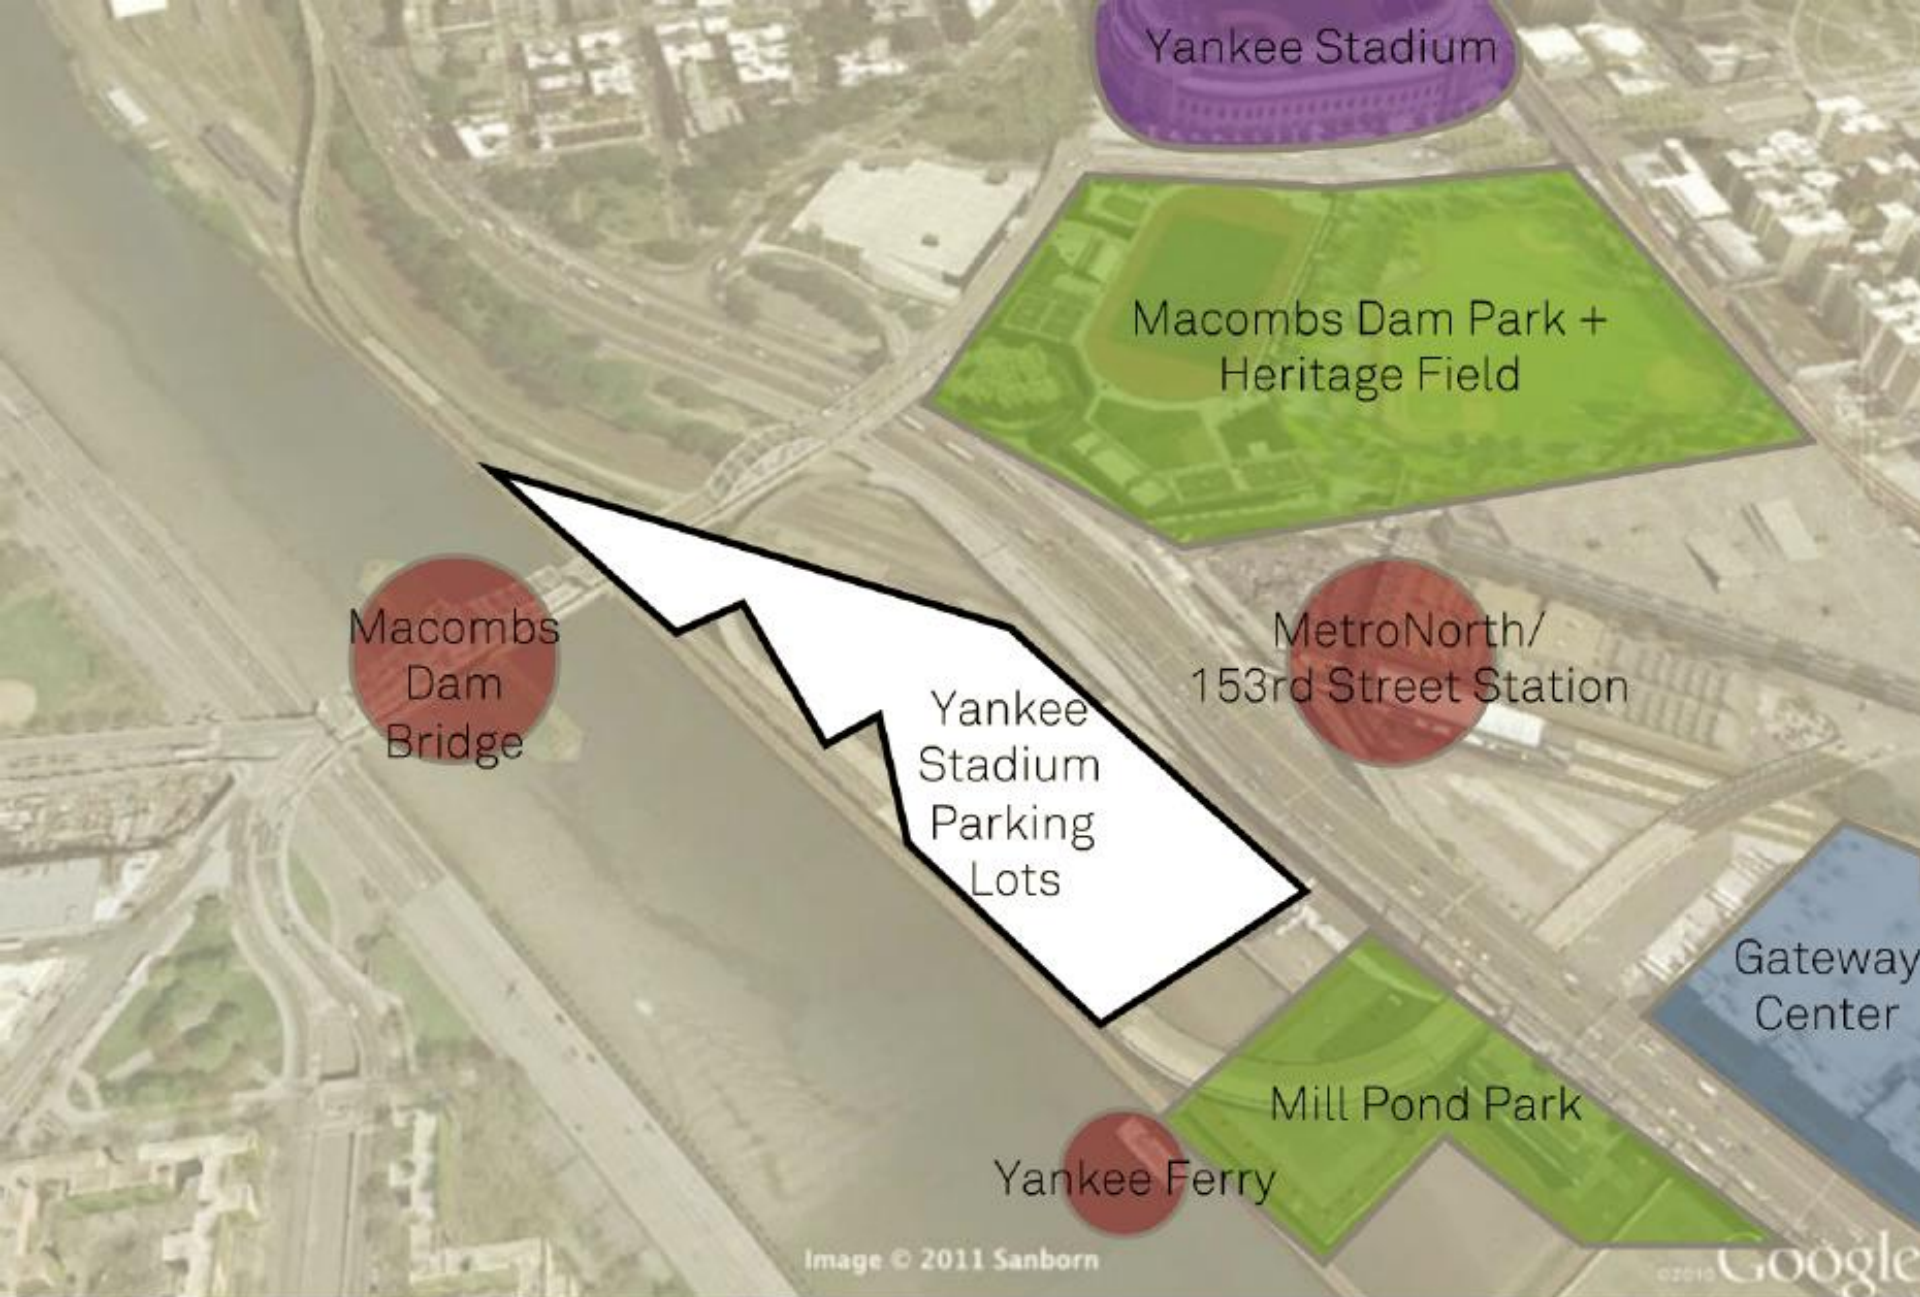 Yankee Stadium
Macombs Dam Park +
Heritage Field
Macombs
Dam
Bridge
MetroNorth/
153rd Street Station
Yankee
Stadium
Parking
Lots
Gateway
Center
Mill Pond Park
Yankee Ferry
Image © 2011 Sanborn
©2010 Google